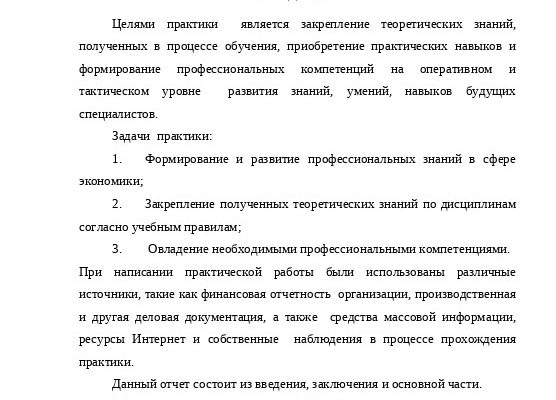 Целями практики является закрепление теоретических знаний,
полученных в процессе обучения, приобретение практических навыков и
формирование профессиональных компетенций на оперативном и
тактическом уровне развития знаний, умений, навыков будущих
специалистов.
Задачи практики:
1. Формирование и развитие профессиональных знаний в сфере
экономики;
2. Закрепление полученных теоретических знаний по дисциплинам
согласно учебным правилам;
3. Овладение необходимыми профессиональными компетенциями.
При написании практической работы были использованы различные
источники, такие как финансовая отчетность организации, производственная
и другая деловая документация, а также средства массовой информации,
ресурсы Интернет и собственные наблюдения в процессе прохождения
практики.
Данный отчет состоит из введения, заключения и основной части.